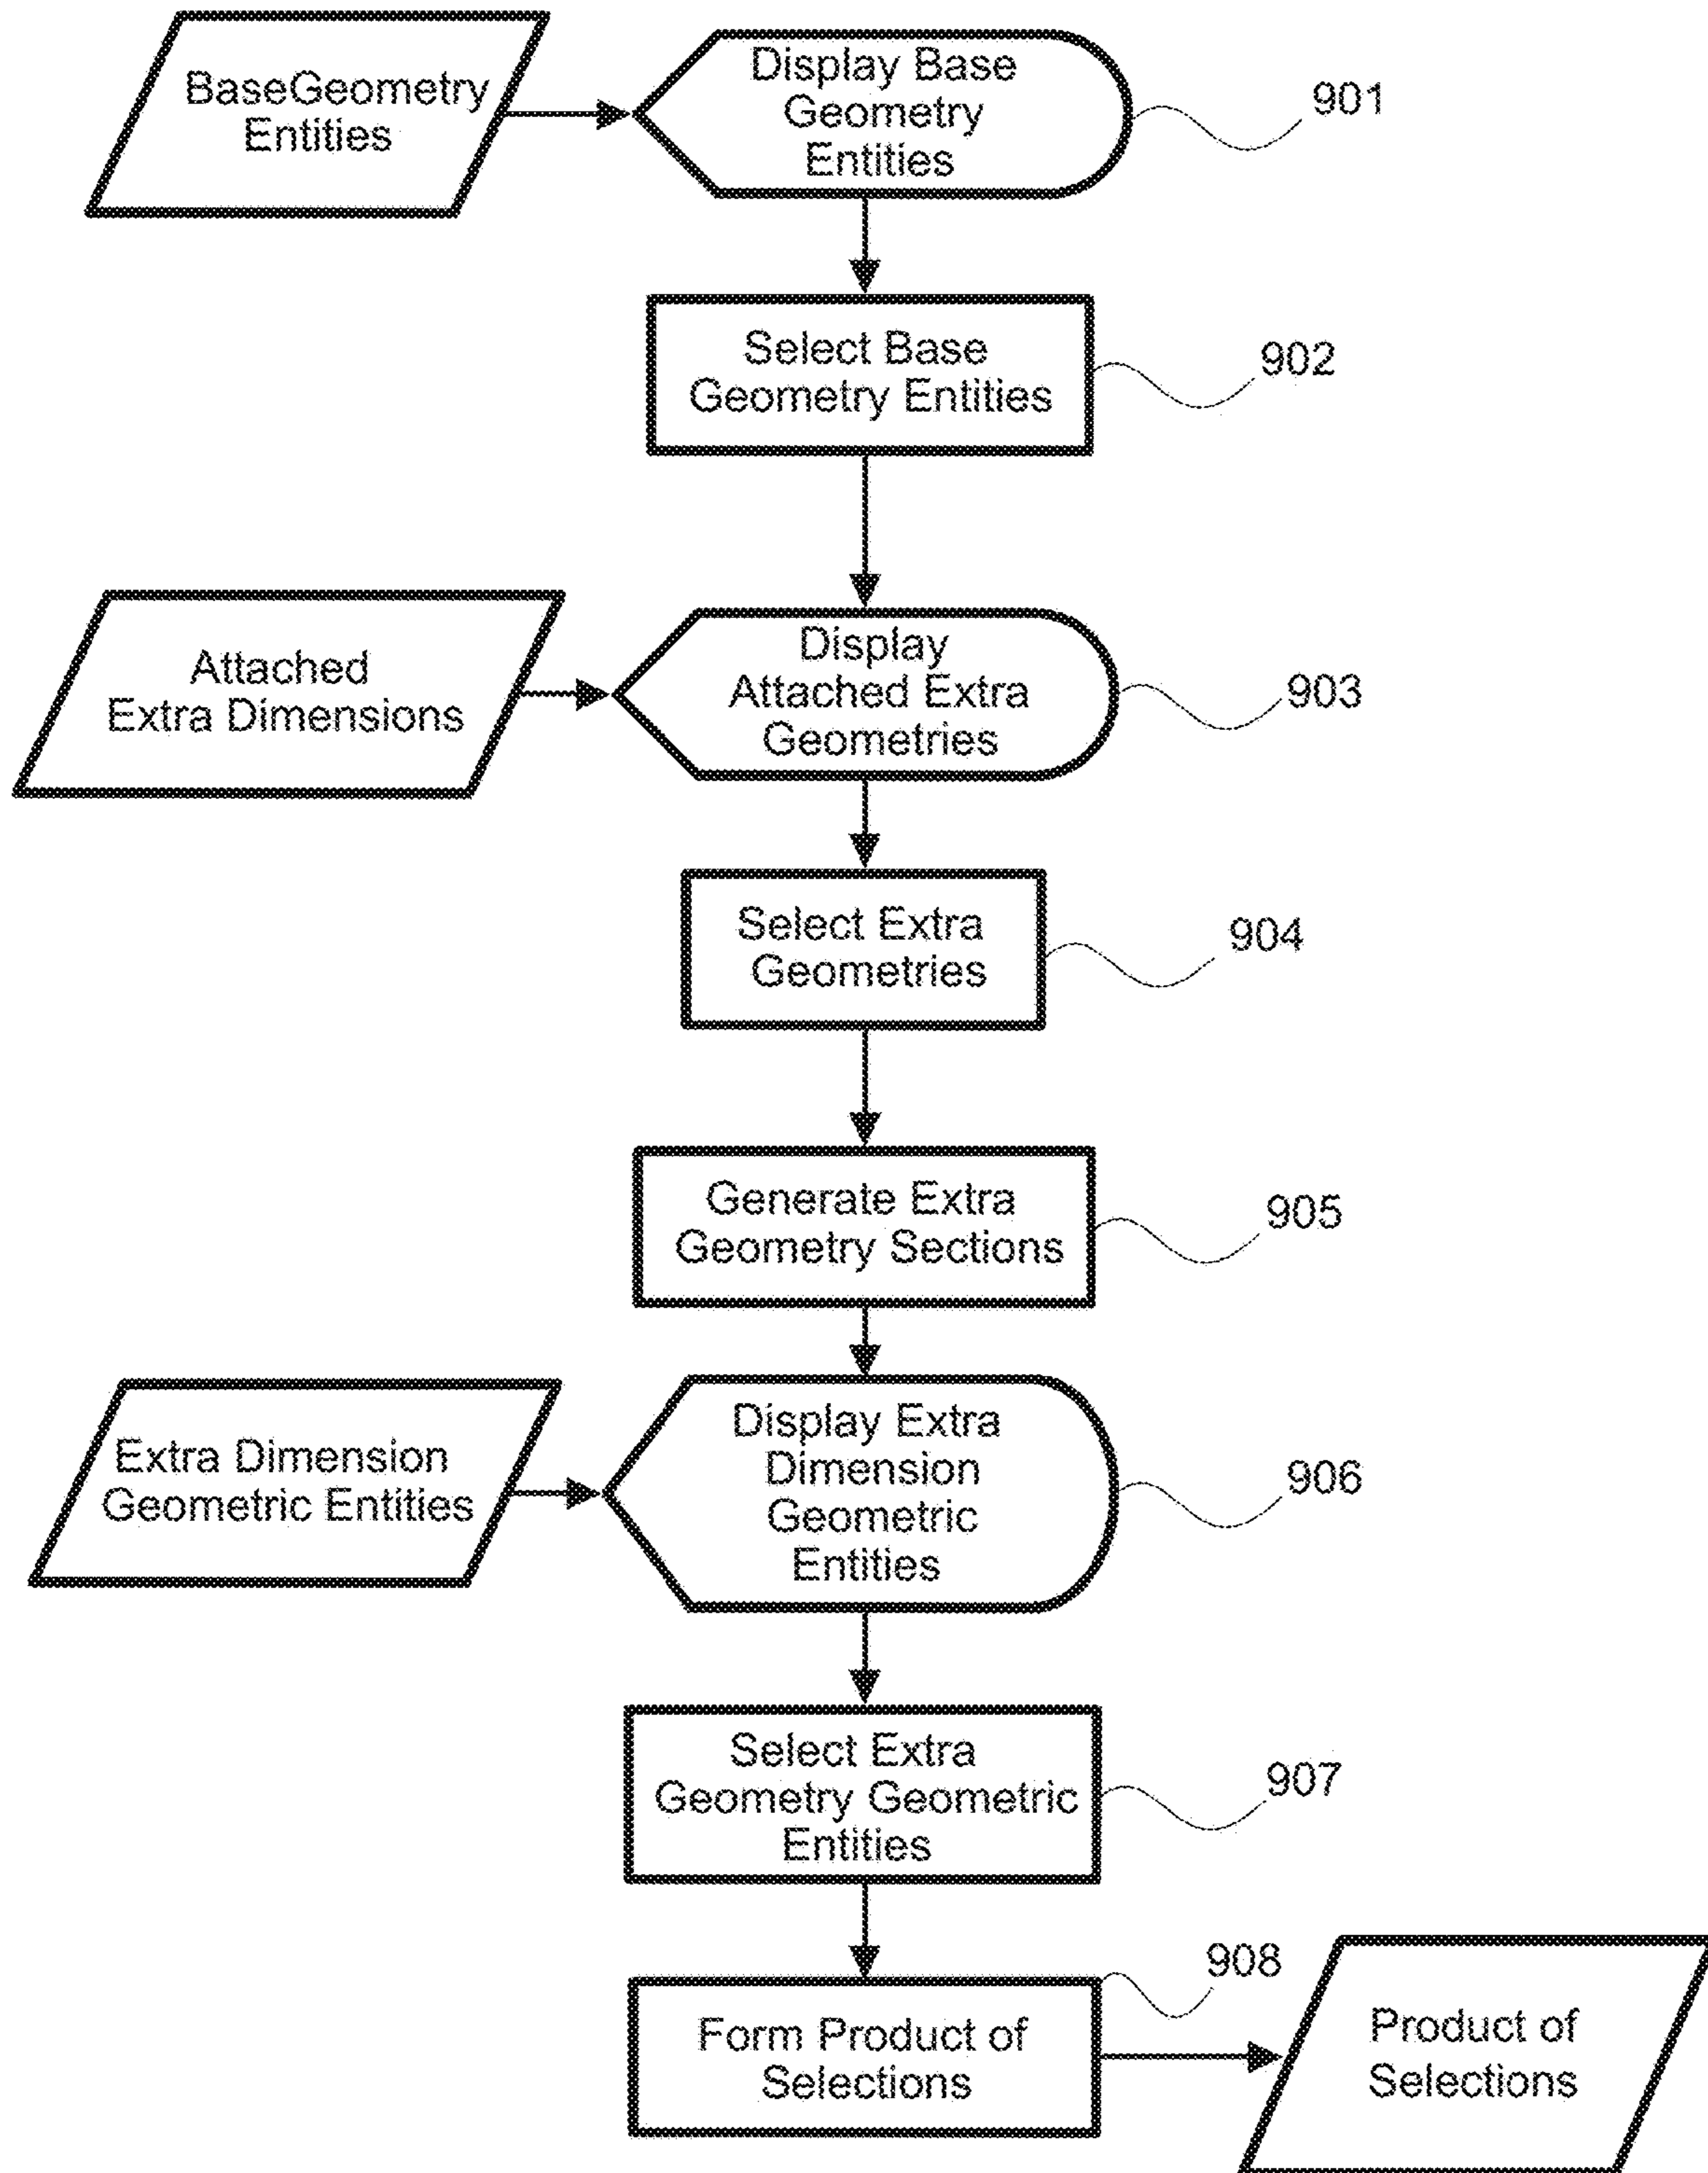 BaseGeometry
Entities
Display Base
Geometry
Entities
901
Select Base
Geometry Entities
902
Attached
Extra Dimensions
Display
Attached Extra
Geometries
903
Select Extra
Geometries
904
Generate Extra
Geometry Sections
905
Extra Dimension
Geometric Entities
Display Extra
Dimension
Geometric
Entities
906
Select Extra
Geometry Geometric
Entities
907
Form Product of
Selections
908
Product of
Selections